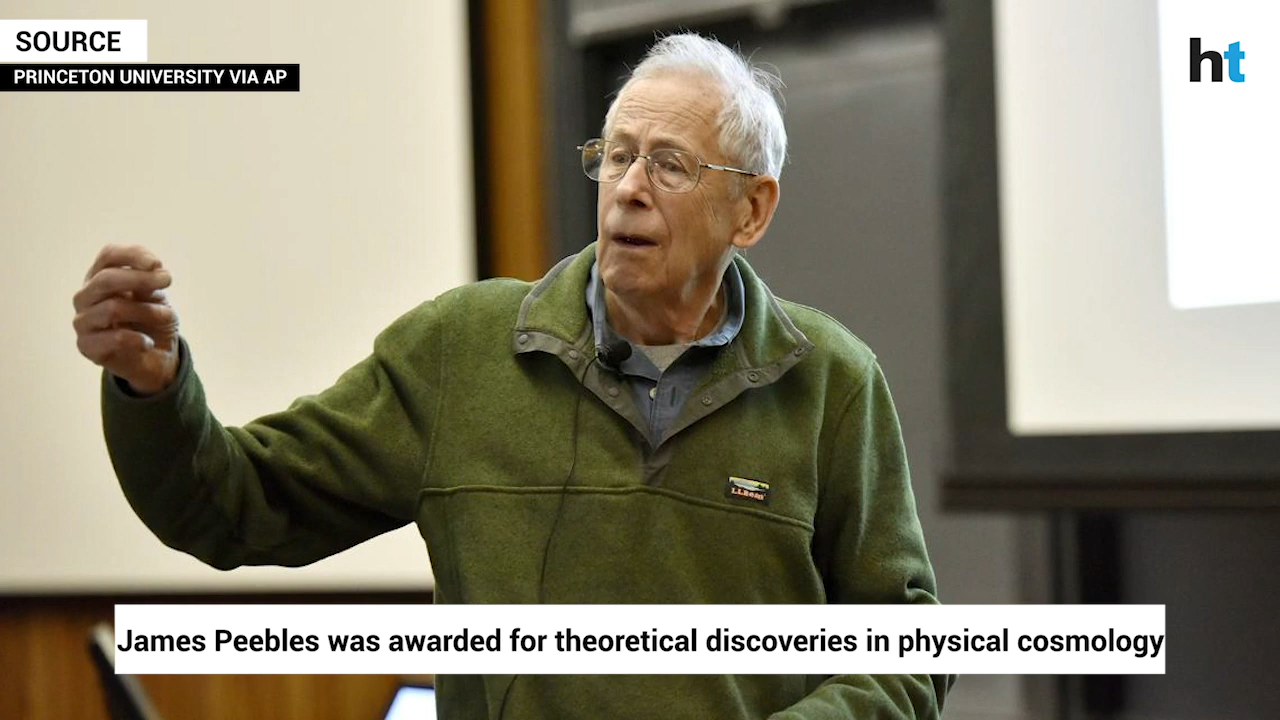 SOURCE
PRINCETON UNIVERSITY VIA AP
ht
L.L.Bean
James Peebles was awarded for theoretical discoveries in physical cosmology